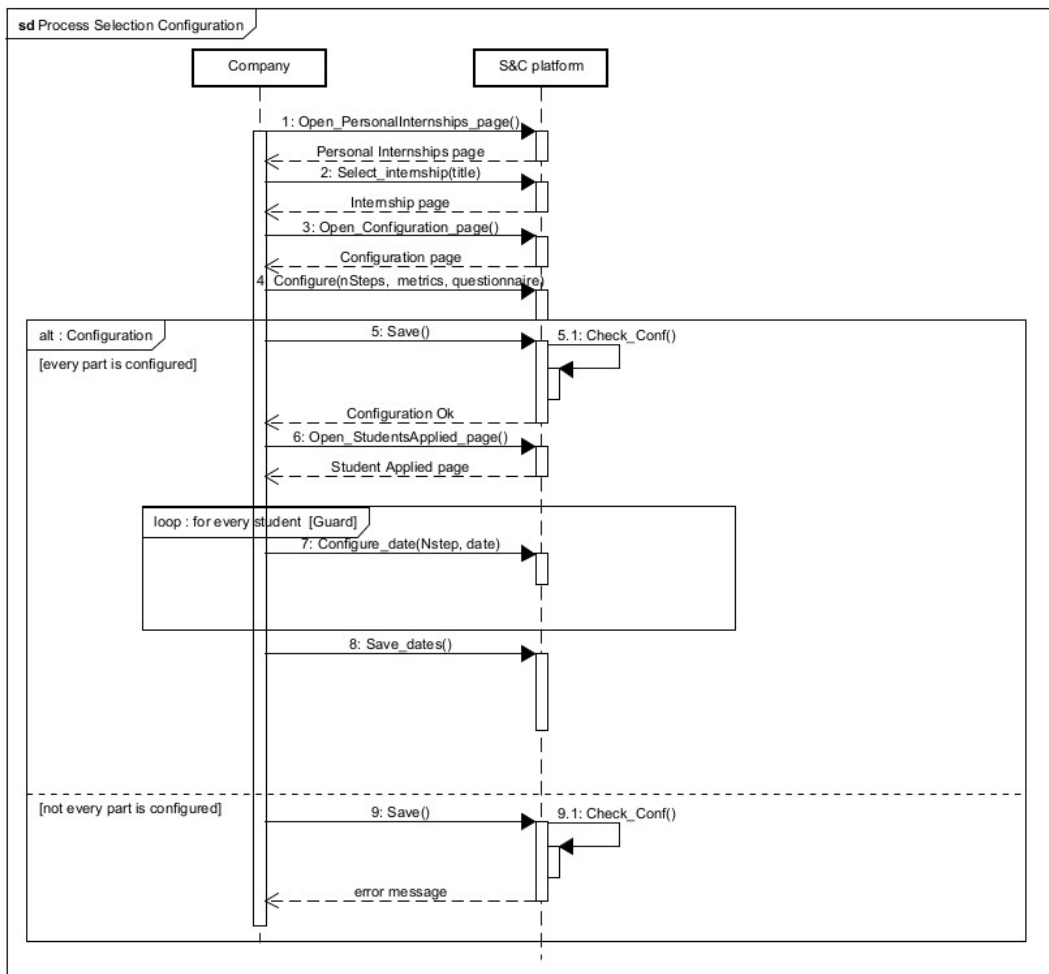 sd Process Selection Configuration
Company
S&C platform
1: Open_PersonalInternships_page()
Personal Internships page
2: Select_internship(title)
Internship page
3: Open_Configuration_page()
Configuration page
4: Configure(nSteps, metrics, questionnaire)
alt : Configuration
5: Save()
5.1: Check_Conf()
[every part is configured]
Configuration Ok
6: Open_StudentsApplied_page()
Student Applied page
loop : for every student [Guard]
7: Configure_date(Nstep, date)
8: Save_dates()
[not every part is configured]
9: Save()
9.1: Check_Conf()
error message